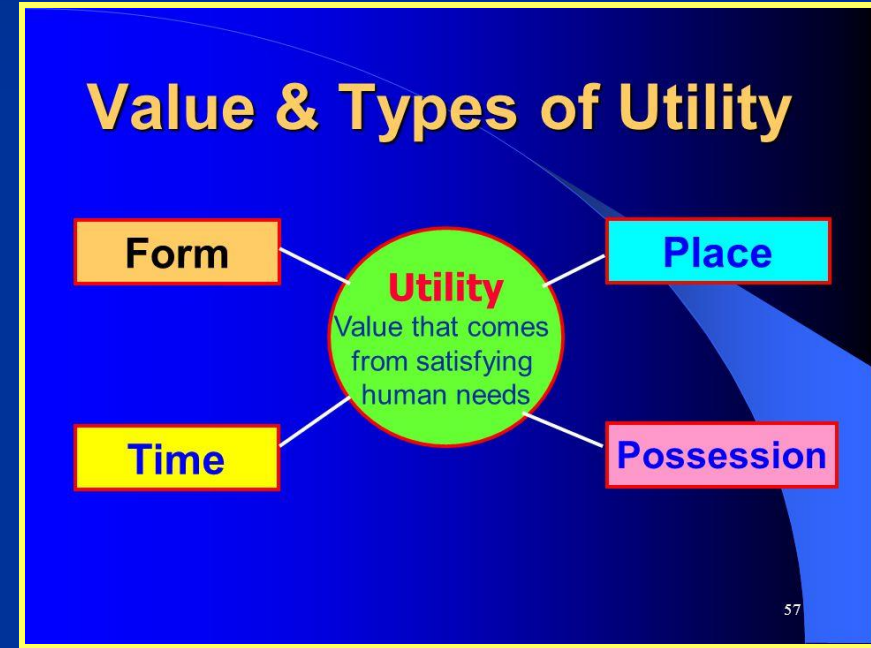 Value & Types of Utility
Form
Place
Utility
Value that comes
from satisfying
human needs
Time
Possession
57